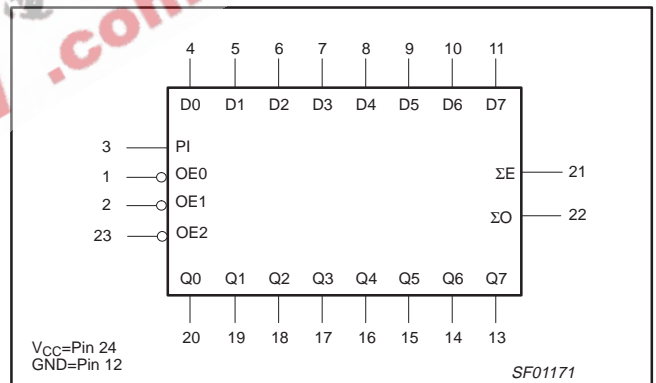 .com
4 5 6 7 8 9 10 11
D0 D1 D2 D3 D4 D5 D6 D7
3 PI
1 OE0
ΣE 21
2 OE1
ΣO 22
23 OE2
Q0 Q1 Q2 Q3 Q4 Q5 Q6 Q7
20 19 18 17 16 15 14 13
VCC=Pin 24
GND=Pin 12
SF01171